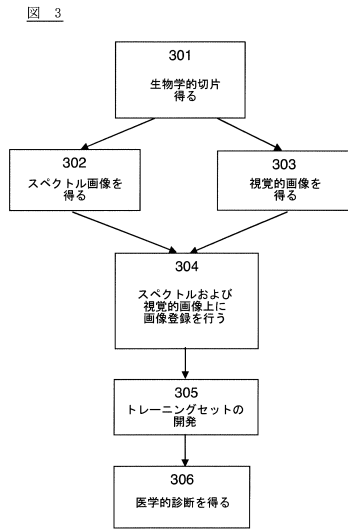 図 3
301
生物学的切片
得る
302
スペクトル画像を
得る
303
視覚的画像を
得る
304
スペクトルおよび
視覚的画像上に
画像登録を行う
305
トレーニングセットの
開発
306
医学的診断を得る